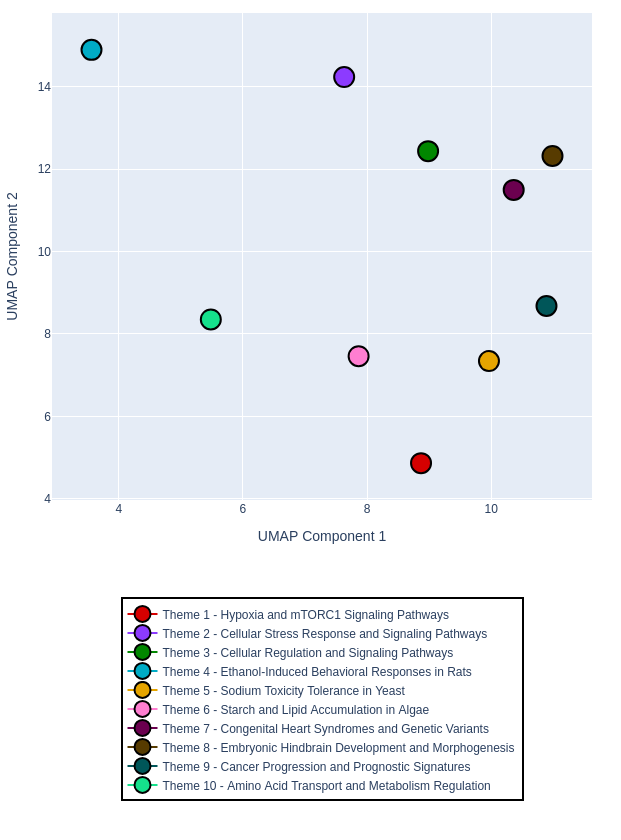 14
12
10
8
6
4
UMAP Component 2
4
6
8
10
UMAP Component 1
Theme 1 - Hypoxia and mTORC1 Signaling Pathways
Theme 2 - Cellular Stress Response and Signaling Pathways
Theme 3 - Cellular Regulation and Signaling Pathways
Theme 4 - Ethanol-Induced Behavioral Responses in Rats
Theme 5 - Sodium Toxicity Tolerance in Yeast
Theme 6 - Starch and Lipid Accumulation in Algae
Theme 7 - Congenital Heart Syndromes and Genetic Variants
Theme 8 - Embryonic Hindbrain Development and Morphogenesis
Theme 9 - Cancer Progression and Prognostic Signatures
Theme 10 - Amino Acid Transport and Metabolism Regulation